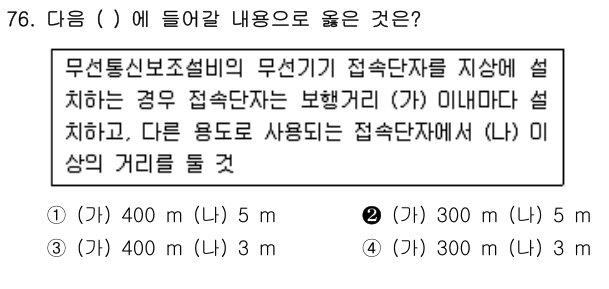 76. 다음 ( ) 에 들어갈 내용으로 옳은 것은?
무선통신보조설비의 무선기기 접속단자를 지상에 설
치하는 경우 접속단자는 보행거리 (가) 이내마다 설
치하고, 다른 용도로 사용되는 접속단자에서 (나) 이
상의 거리를 둘 것
① (가) 400 m (나) 5 m ❷ (가) 300 m (나) 5 m
③ (가) 400 m (나) 3 m ④ (가) 300 m (나) 3 m